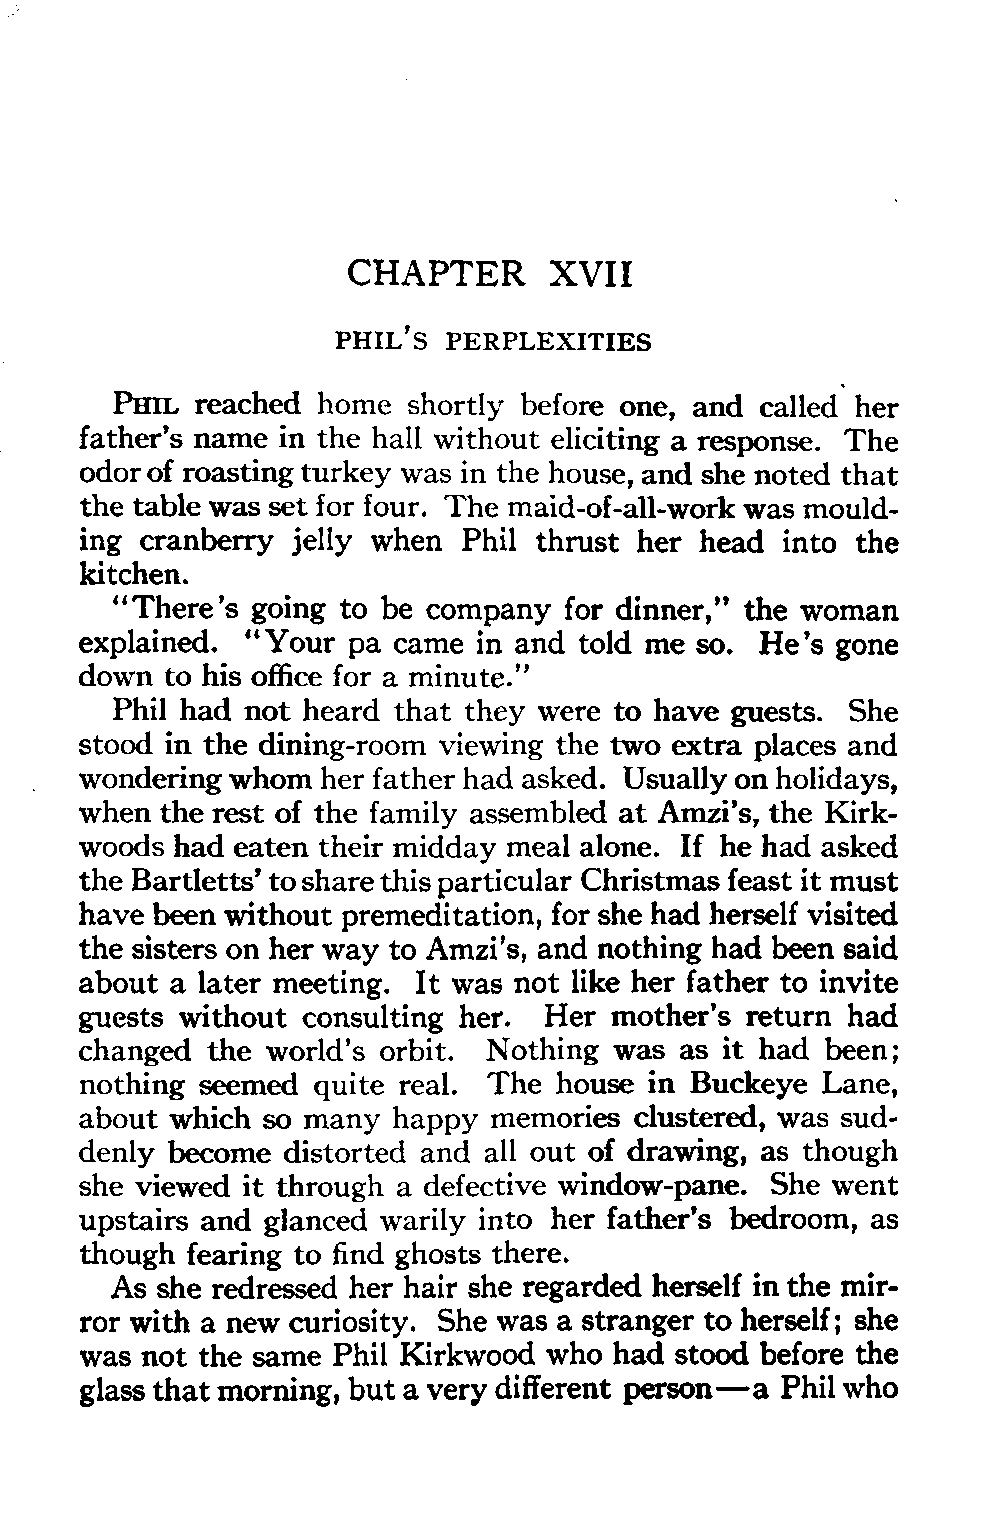 CHAPTER XVII
PHIL'S PERPLEXITIES
PHIL reached home shortly before one, and called her
father's name in the hall without eliciting a response. The
odor of roasting turkey was in the house, and she noted that
the table was set for four. The maid-of-all-work was mould-
ing cranberry jelly when Phil thrust her head into the
kitchen.
"There's going to be company for dinner," the woman
explained. "Your pa came in and told me so. He's gone
down to his office for a minute."
Phil had not heard that they were to have guests. She
stood in the dining-room viewing the two extra places and
wondering whom her father had asked. Usually on holidays,
when the rest of the family assembled at Amzi's, the Kirk-
woods had eaten their midday meal alone. If he had asked
the Bartletts' to share this particular Christmas feast it must
have been without premeditation, for she had herself visited
the sisters on her way to Amzi's, and nothing had been said
about a later meeting. It was not like her father to invite
guests without consulting her. Her mother's return had
changed the world's orbit. Nothing was as it had been;
nothing seemed quite real. The house in Buckeye Lane,
about which so many happy memories clustered, was sud-
denly become distorted and all out of drawing, as though
she viewed it through a defective window-pane. She went
upstairs and glanced warily into her father's bedroom, as
though fearing to find ghosts there.
As she redressed her hair she regarded herself in the mir-
ror with a new curiosity. She was a stranger to herself; she
was not the same Phil Kirkwood who had stood before the
glass that morning, but a very different person—a Phil who